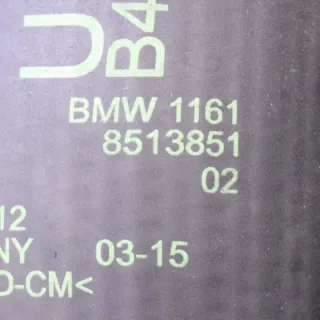 U
B4
BMW 1161
8513851
02
12
NY 03-15
D-CM<